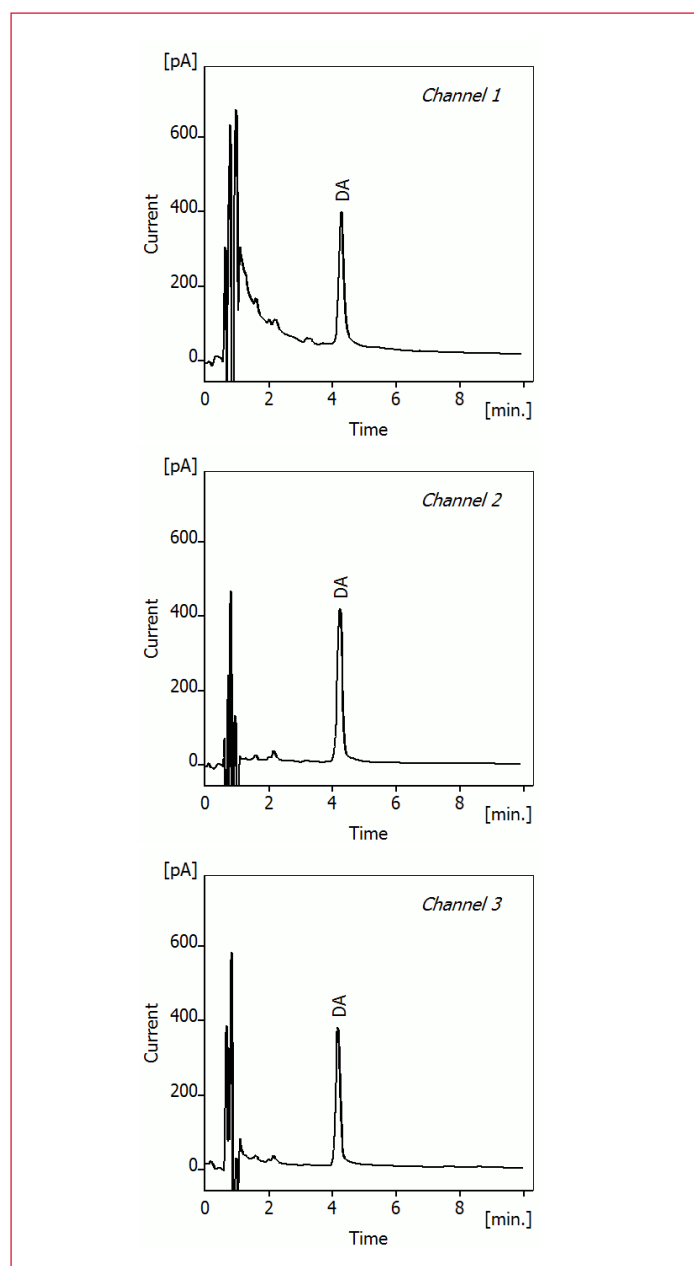 [pA]
Channel 1
600
DA
400
Current
200
0
0 2 4 6 8
[min.]
Time
[pA]
Channel 2
600
DA
400
Current
200
0
0 2 4 6 8
[min.]
Time
[pA]
Channel 3
600
DA
400
Current
200
0
0 2 4 6 8
[min.]
Time